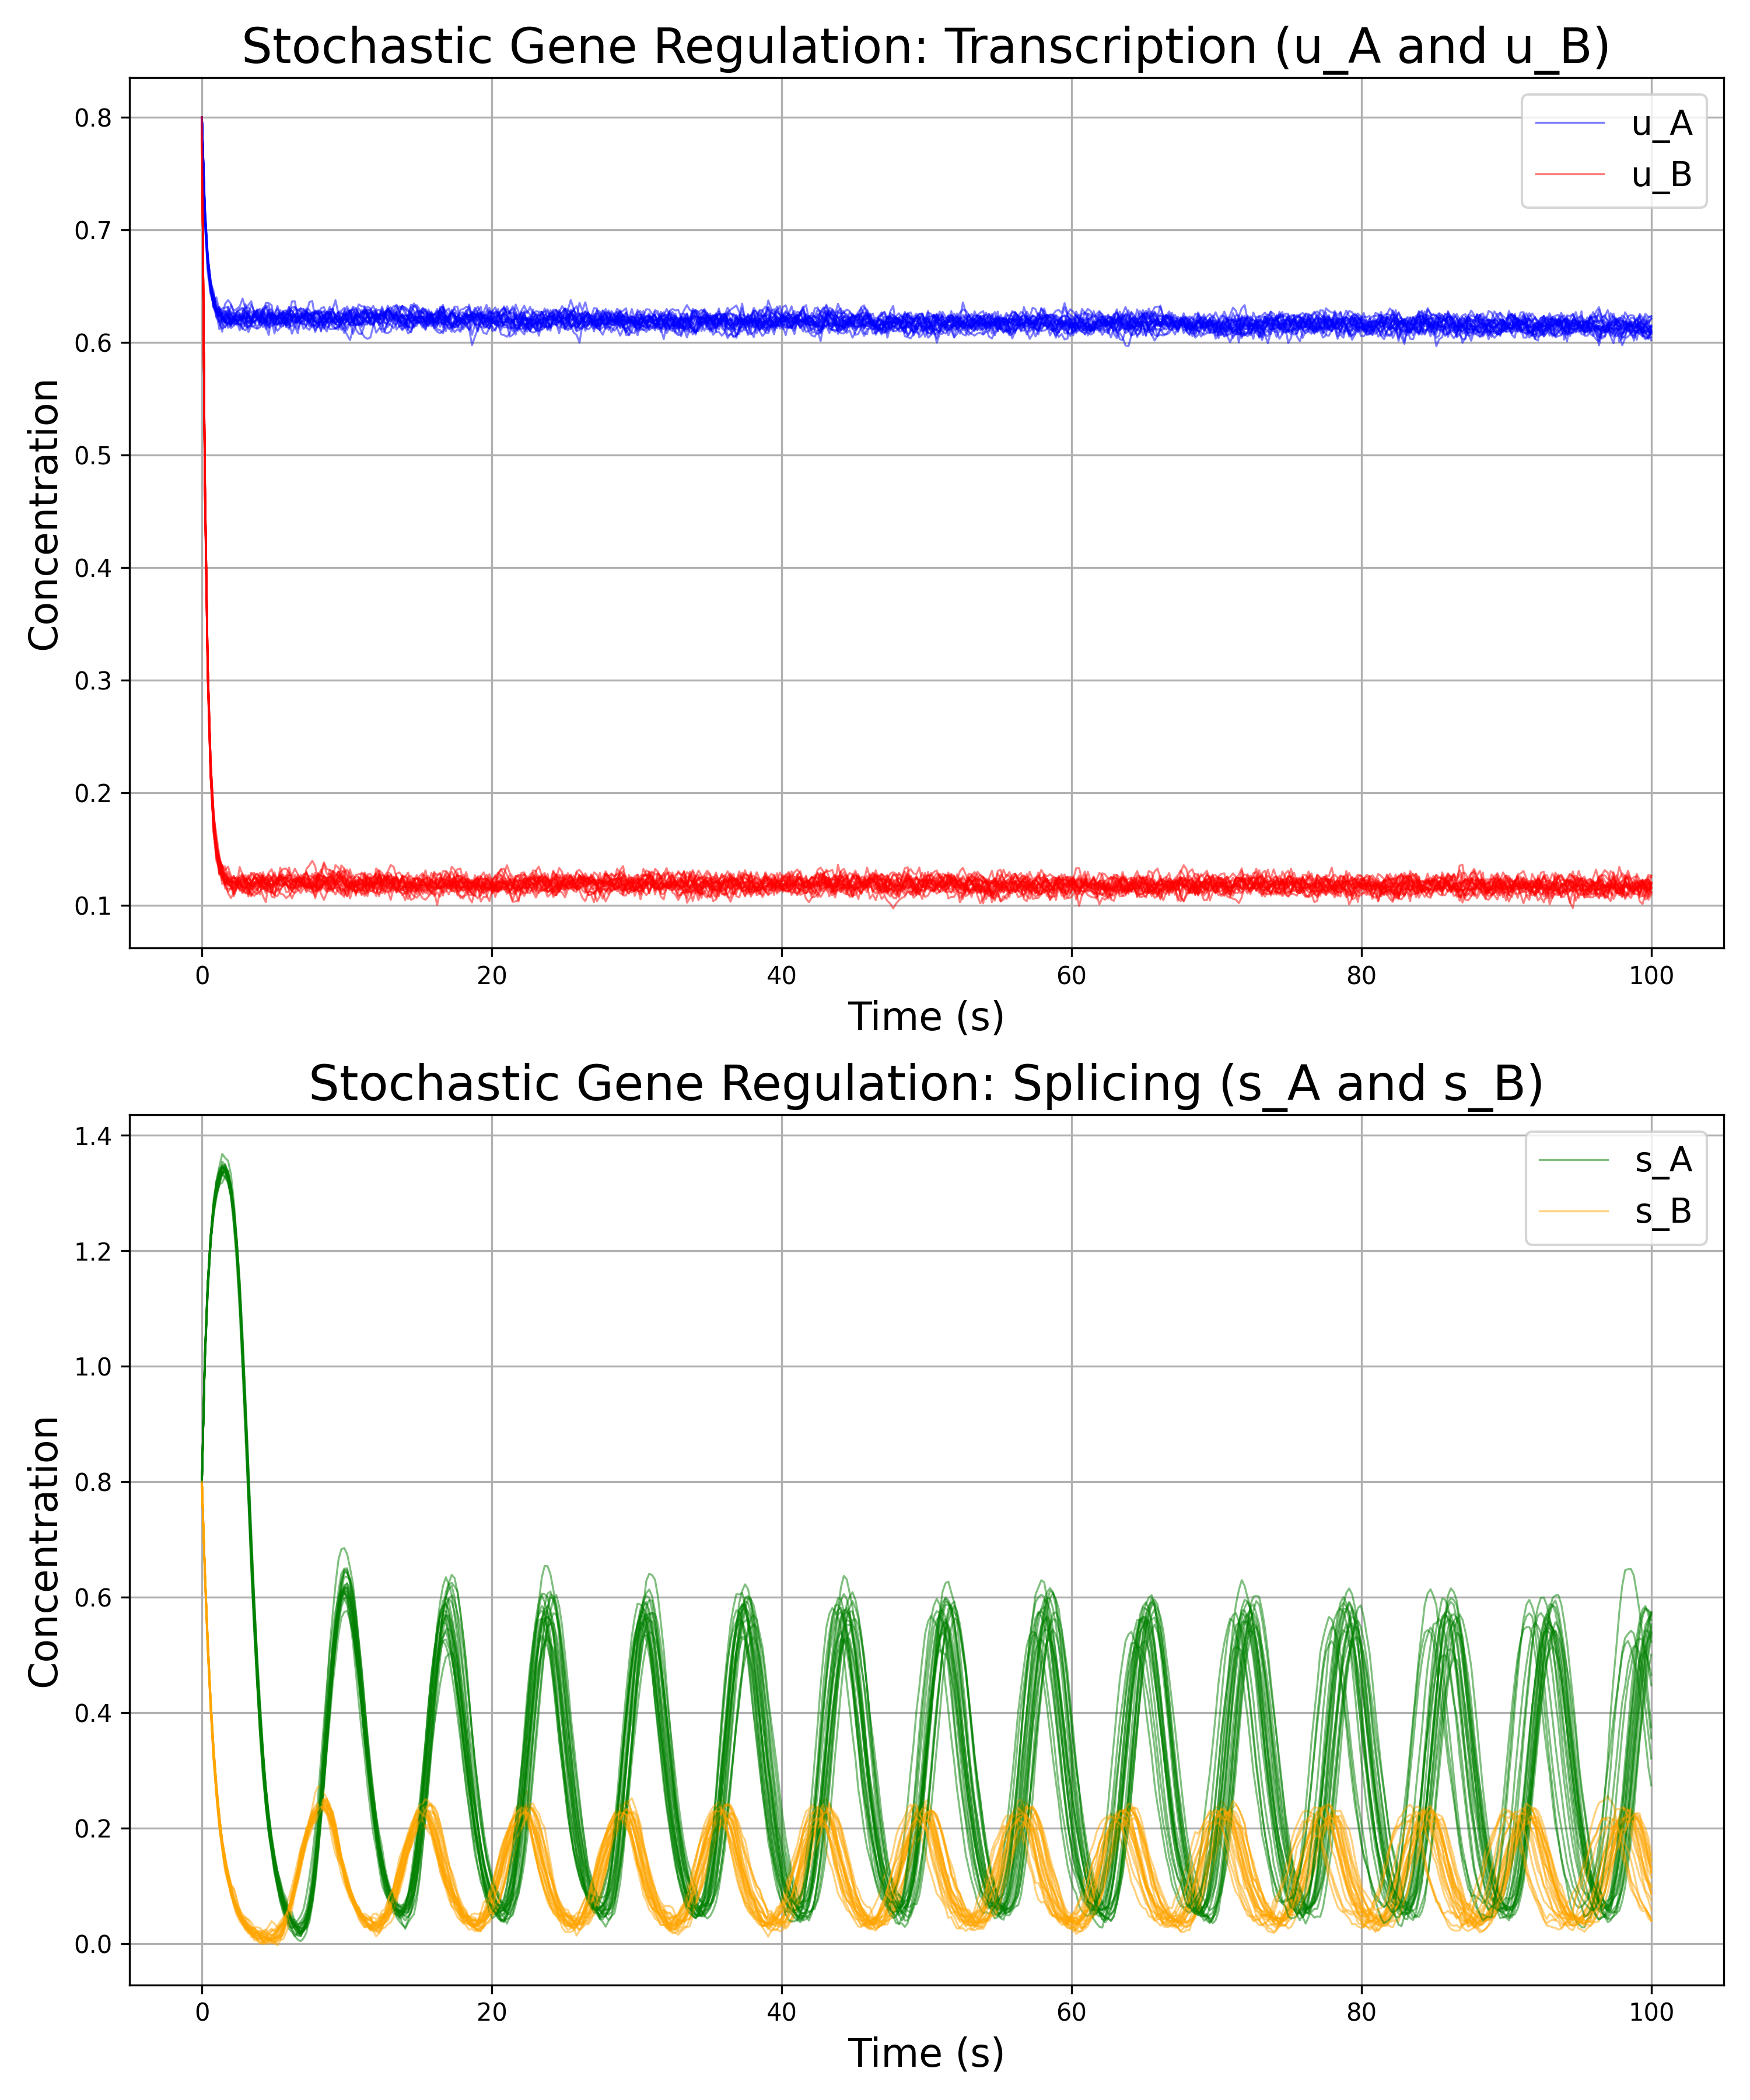 Stochastic Gene Regulation: Transcription (u_A and u_B)
u_A
u_B
Concentration
0.8
0.7
0.6
0.5
0.4
0.3
0.2
0.1
0 20 40 60 80 100
Time (s)
Stochastic Gene Regulation: Splicing (s_A and s_B)
s_A
s_B
Concentration
1.4
1.2
1.0
0.8
0.6
0.4
0.2
0.0
0 20 40 60 80 100
Time (s)